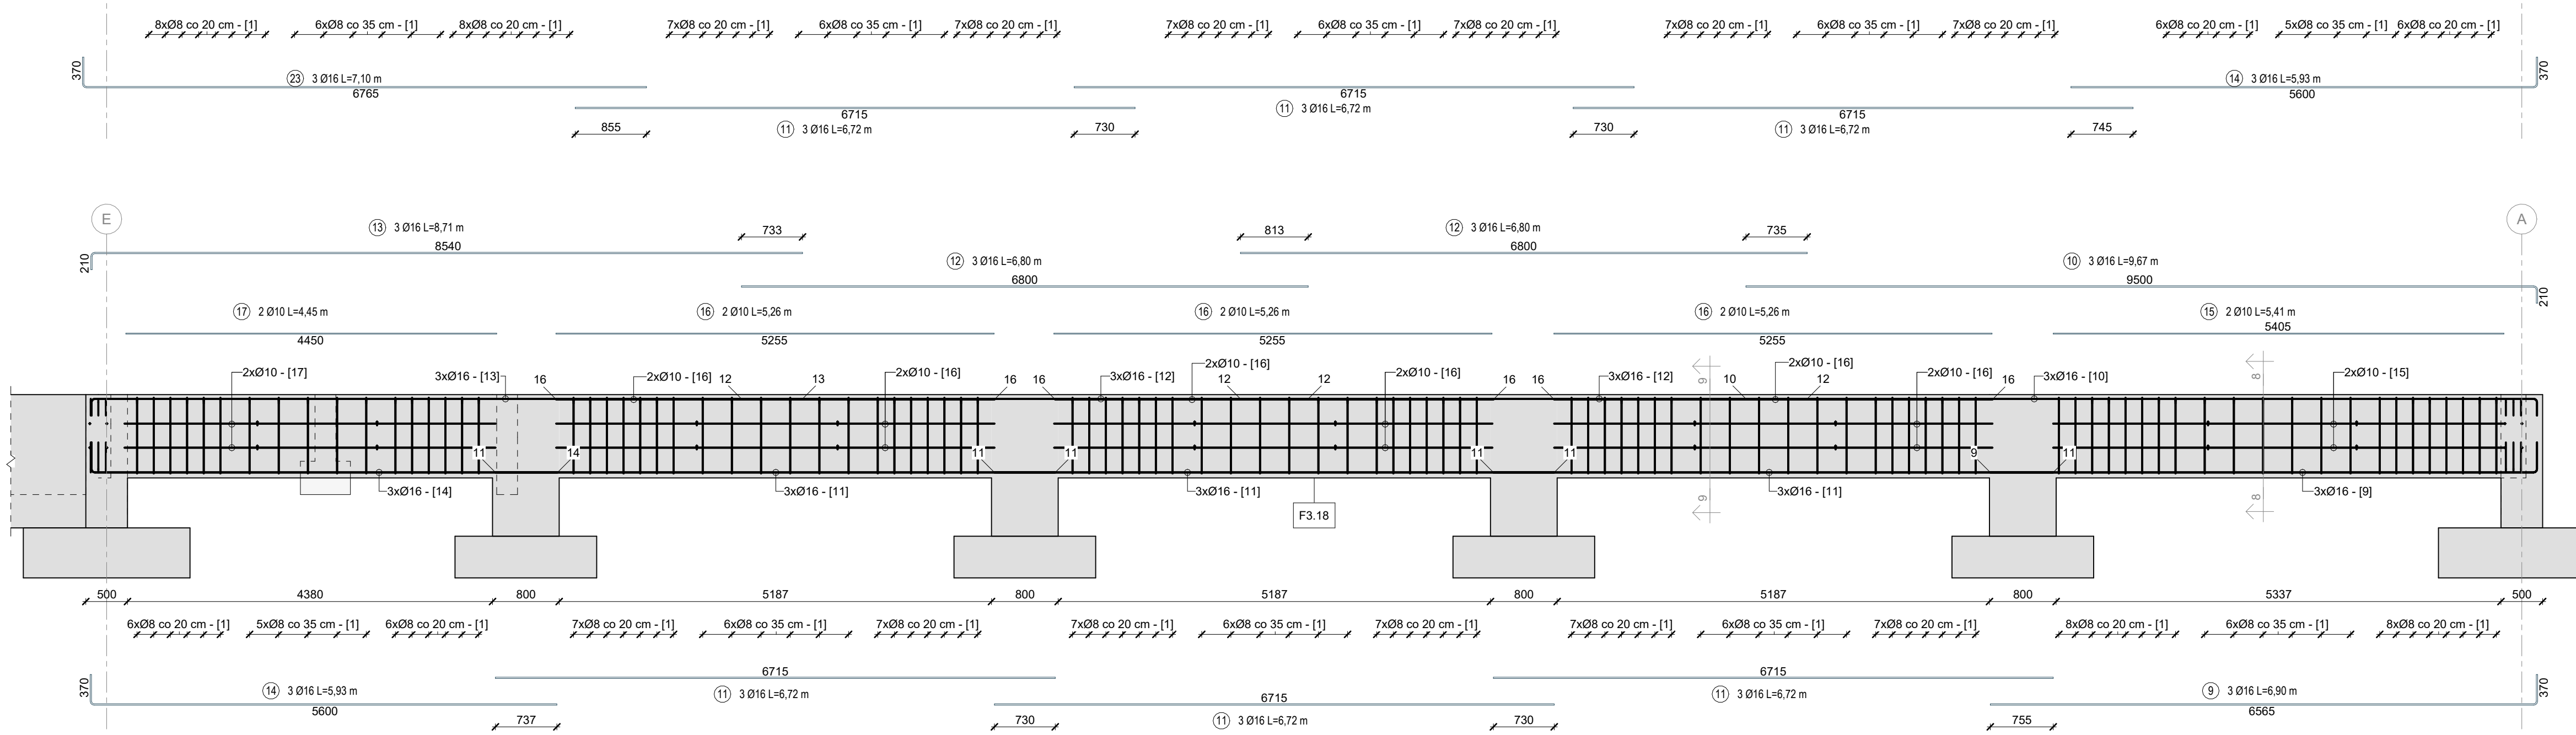 8xØ8 co 20 cm - [1] 6xØ8 co 35 cm - [1] 8xØ8 co 20 cm - [1] 7xØ8 co 20 cm - [1] 6xØ8 co 35 cm - [1] 7xØ8 co 20 cm - [1] 7xØ8 co 20 cm - [1] 6xØ8 co 35 cm - [1] 7xØ8 co 20 cm - [1] 7xØ8 co 20 cm - [1] 6xØ8 co 35 cm - [1] 7xØ8 co 20 cm - [1] 6xØ8 co 20 cm - [1] 5xØ8 co 35 cm - [1] 6xØ8 co 20 cm - [1]
370 23 3 Ø16 L=7,10 m 14 3 Ø16 L=5,93 m 370
6765 6715 5600
11 3 Ø16 L=6,72 m
6715 6715
855 11 3 Ø16 L=6,72 m 730 730 11 3 Ø16 L=6,72 m 745
E A
13 3 Ø16 L=8,71 m 733 813 12 3 Ø16 L=6,80 m 735
210 8540 6800
12 3 Ø16 L=6,80 m 10 3 Ø16 L=9,67 m
6800 9500 210
17 2 Ø10 L=4,45 m 16 2 Ø10 L=5,26 m 16 2 Ø10 L=5,26 m 16 2 Ø10 L=5,26 m 15 2 Ø10 L=5,41 m
4450 5255 5255 5255 5405
2xØ10 - [16] 2xØ10 - [16]
2xØ10 - [17] 3xØ16 - [13] 16 2xØ10 - [16] 12 13 2xØ10 - [16] 16 16 3xØ16 - [12] 12 12 2xØ10 - [16] 16 16 3xØ16 - [12] 9 10 12 2xØ10 - [16] 16 3xØ16 - [10] 8 2xØ10 - [15]
11 14 11 11 11 11 9 11
3xØ16 - [14] 3xØ16 - [11] 3xØ16 - [11] 9 3xØ16 - [11] 8 3xØ16 - [9]
F3.18
500 4380 800 5187 800 5187 800 5187 800 5337 500
6xØ8 co 20 cm - [1] 5xØ8 co 35 cm - [1] 6xØ8 co 20 cm - [1] 7xØ8 co 20 cm - [1] 6xØ8 co 35 cm - [1] 7xØ8 co 20 cm - [1] 7xØ8 co 20 cm - [1] 6xØ8 co 35 cm - [1] 7xØ8 co 20 cm - [1] 7xØ8 co 20 cm - [1] 6xØ8 co 35 cm - [1] 7xØ8 co 20 cm - [1] 8xØ8 co 20 cm - [1] 6xØ8 co 35 cm - [1] 8xØ8 co 20 cm - [1]
6715 6715
370 14 3 Ø16 L=5,93 m 11 3 Ø16 L=6,72 m 11 3 Ø16 L=6,72 m 9 3 Ø16 L=6,90 m 370
5600 6715 6565
737 730 11 3 Ø16 L=6,72 m 730 755